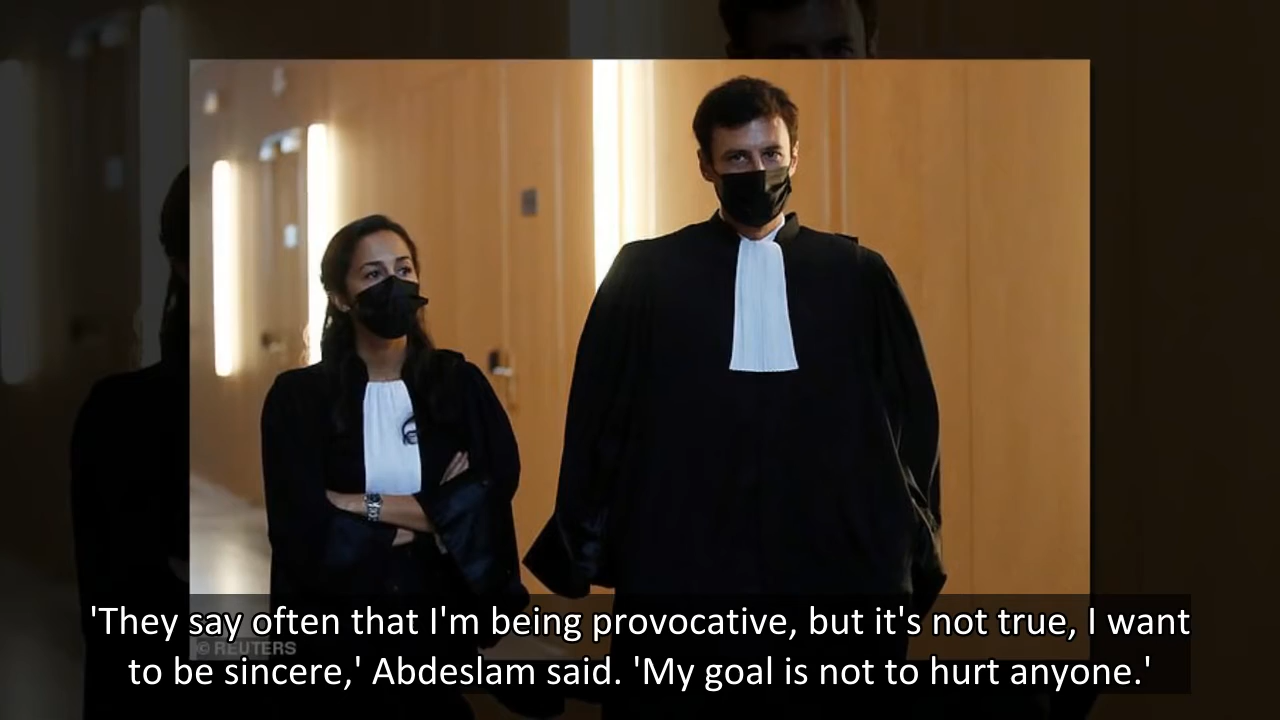 'They say often that I'm being provocative, but it's not true, I want
© REUTERS
to be sincere,' Abdeslam said. 'My goal is not to hurt anyone.'